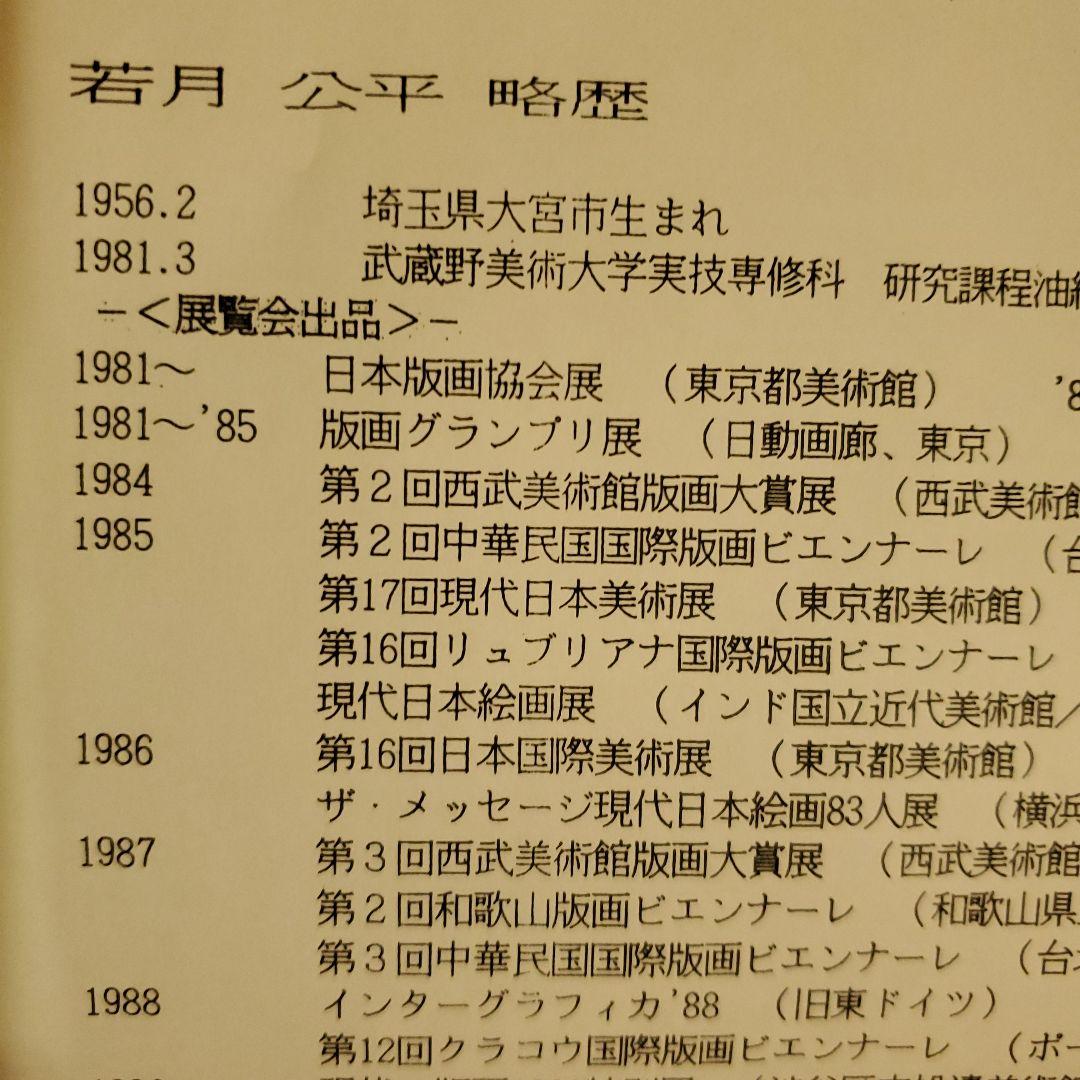 若月 公平 略歴
1956.2 埼玉県大宮市生まれ
1981.3 武蔵野美術大学実技専修科 研究課程油
－＜展覧会出品＞－
1981～ 日本版画協会展 （東京都美術館） '8
1981～'85 版画グランプリ展 （日動画廊、東京）
1984 第２回西武美術館版画大賞展 （西武美術館
1985 第２回中華民国国際版画ビエンナーレ （台
第17回現代日本美術展 （東京都美術館）
第16回リュブリアナ国際版画ビエンナーレ
現代日本絵画展 （インド国立近代美術館／
1986 第16回日本国際美術展 （東京都美術館）
ザ・メッセージ現代日本絵画83人展 （横浜
1987 第３回西武美術館版画大賞展 （西武美術館
第２回和歌山版画ビエンナーレ （和歌山県
第３回中華民国国際版画ビエンナーレ （台
1988 インターグラフィカ'88 （旧東ドイツ）
第12回クラコウ国際版画ビエンナーレ （ポー